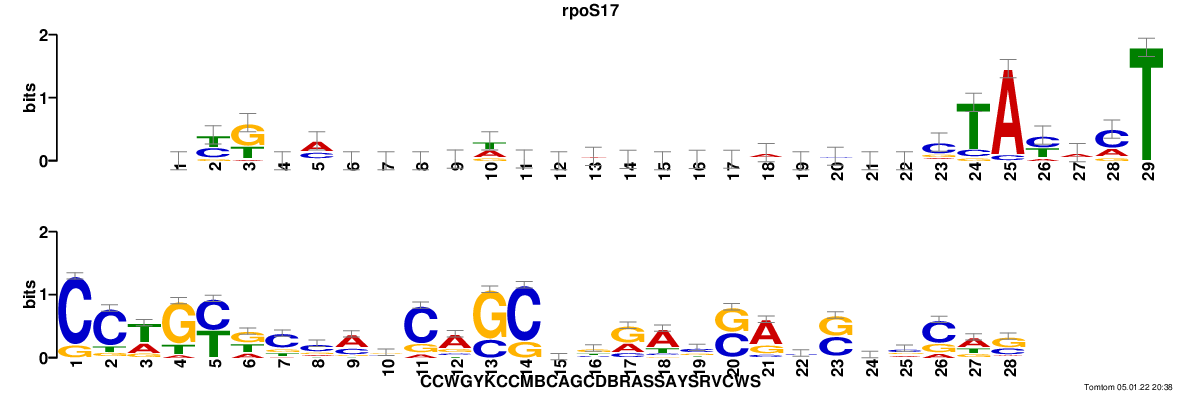 rpoS17
bits
2
1
0
T C T G A C T A T C T A C C T A T C A T
1 2 3 4 5 6 7 8 9 10 11 12 13 14 15 16 17 18 19 20 21 22 23 24 25 26 27 28 29
bits
2
1
0
1 2 3 4 5 6 7 8 9 10 11 12 13 14 15 16 17 18 19 20 21 22 23 24 25 26 27 28
CCWGYKCCMBCAGCDBRASSAYSRVCWS
Tomtom 05.01.22 20:38